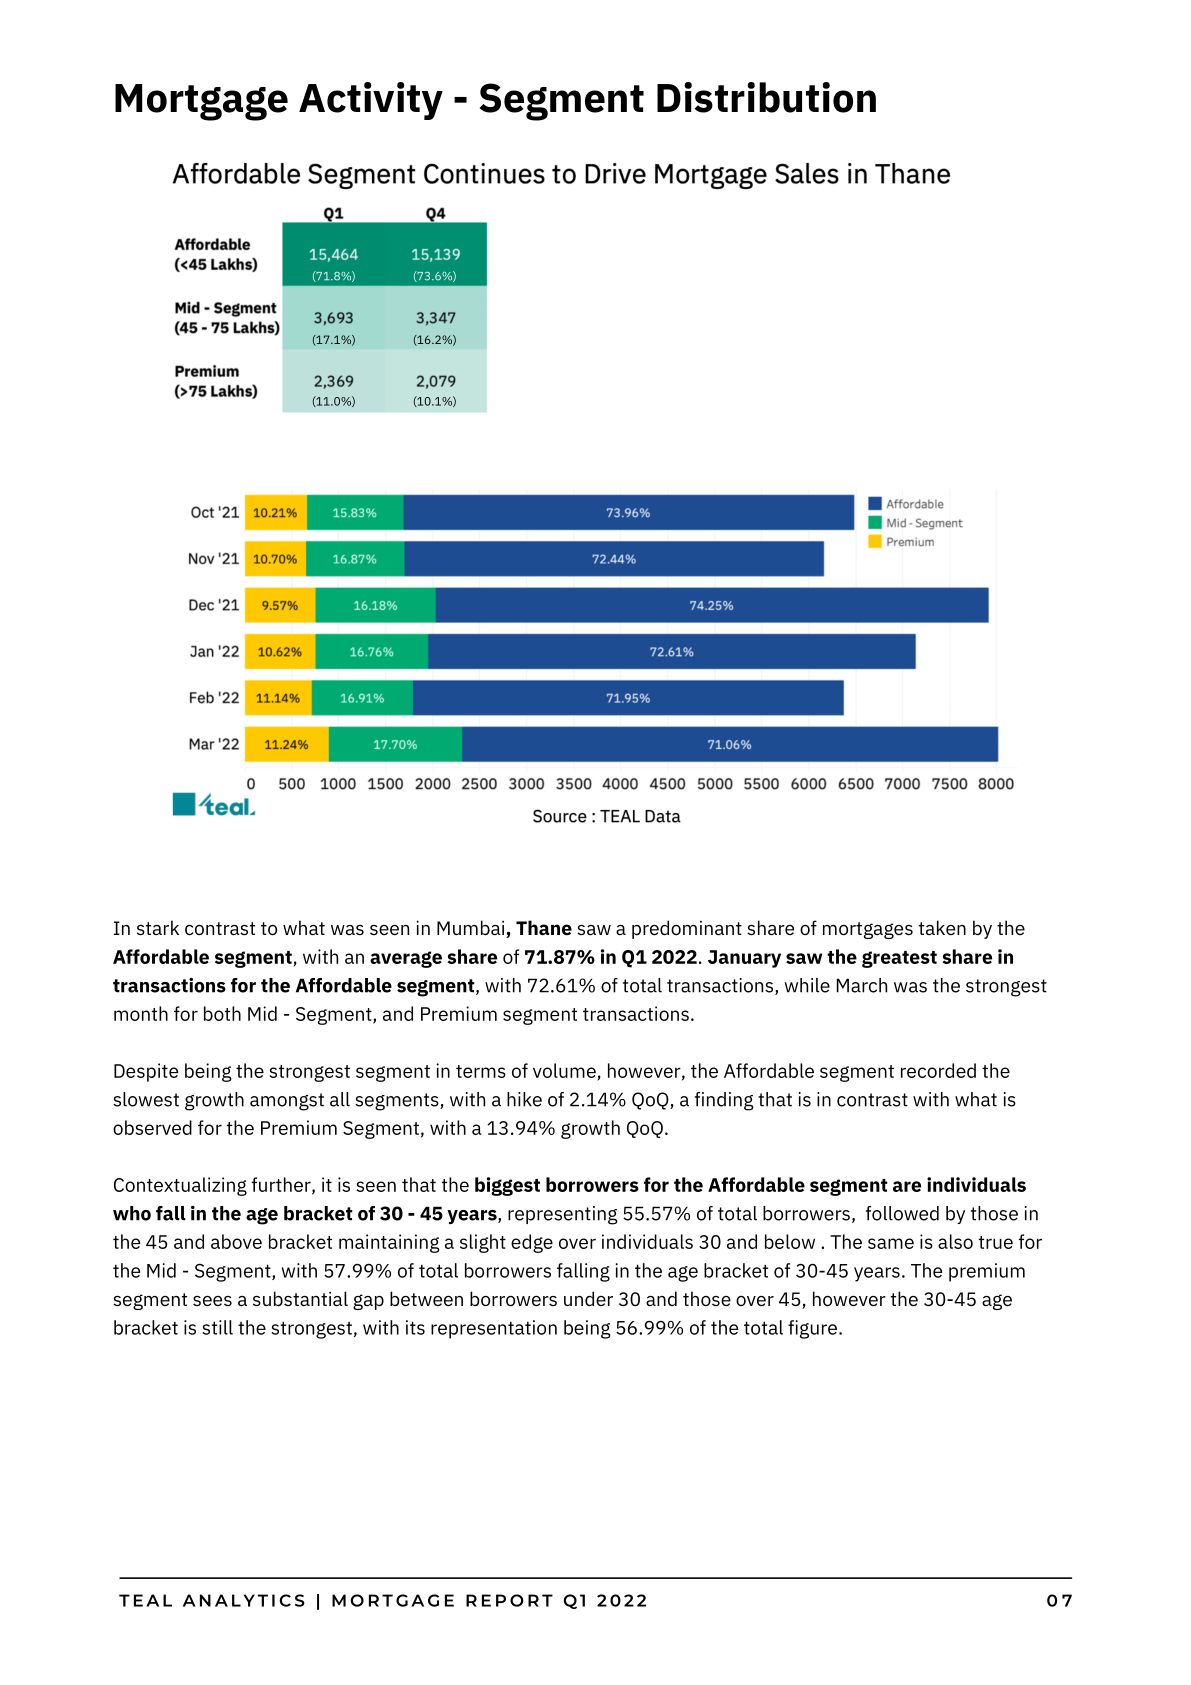 Mortgage Activity - Segment Distribution
Affordable Segment Continues to Drive Mortgage Sales in Thane
Q1 Q4
Affordable
(<45 Lakhs)
15,464 15,139
(71.8%) (73.6%)
Mid - Segment
(45 - 75 Lakhs)
3,693 3,347
(17.1%) (16.2%)
Premium
(>75 Lakhs)
2,369 2,079
(11.0%) (10.1%)
Affordable
Mid - Segment
Premium
Oct '21 10.21% 15.83% 73.96%
Nov '21 10.70% 16.87% 72.44%
Dec '21 9.57% 16.18% 74.25%
Jan '22 10.62% 16.76% 72.61%
Feb '22 11.14% 16.91% 71.95%
Mar '22 11.24% 17.70% 71.06%
0 500 1000 1500 2000 2500 3000 3500 4000 4500 5000 5500 6000 6500 7000 7500 8000
teal.
Source : TEAL Data
In stark contrast to what was seen in Mumbai, Thane saw a predominant share of mortgages taken by the
Affordable segment, with an average share of 71.87% in Q1 2022. January saw the greatest share in
transactions for the Affordable segment, with 72.61% of total transactions, while March was the strongest
month for both Mid - Segment, and Premium segment transactions.
Despite being the strongest segment in terms of volume, however, the Affordable segment recorded the
slowest growth amongst all segments, with a hike of 2.14% QoQ, a finding that is in contrast with what is
observed for the Premium Segment, with a 13.94% growth QoQ.
Contextualizing further, it is seen that the biggest borrowers for the Affordable segment are individuals
who fall in the age bracket of 30 - 45 years, representing 55.57% of total borrowers, followed by those in
the 45 and above bracket maintaining a slight edge over individuals 30 and below . The same is also true for
the Mid - Segment, with 57.99% of total borrowers falling in the age bracket of 30-45 years. The premium
segment sees a substantial gap between borrowers under 30 and those over 45, however the 30-45 age
bracket is still the strongest, with its representation being 56.99% of the total figure.
TEAL ANALYTICS | MORTGAGE REPORT Q1 2022 07